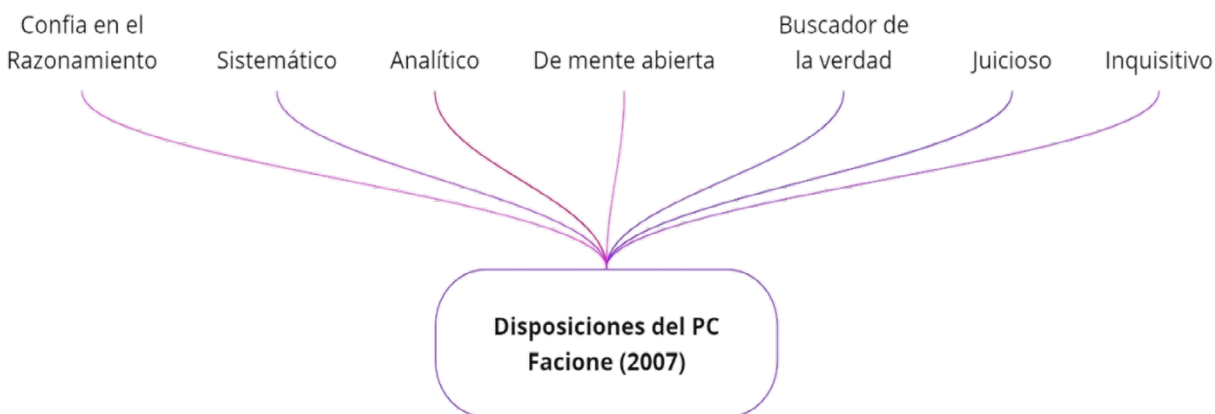 Confia en el
Razonamiento
Sistemático
Analítico
De mente abierta
Buscador de
la verdad
Juicioso
Inquisitivo
Disposiciones del PC
Facione (2007)